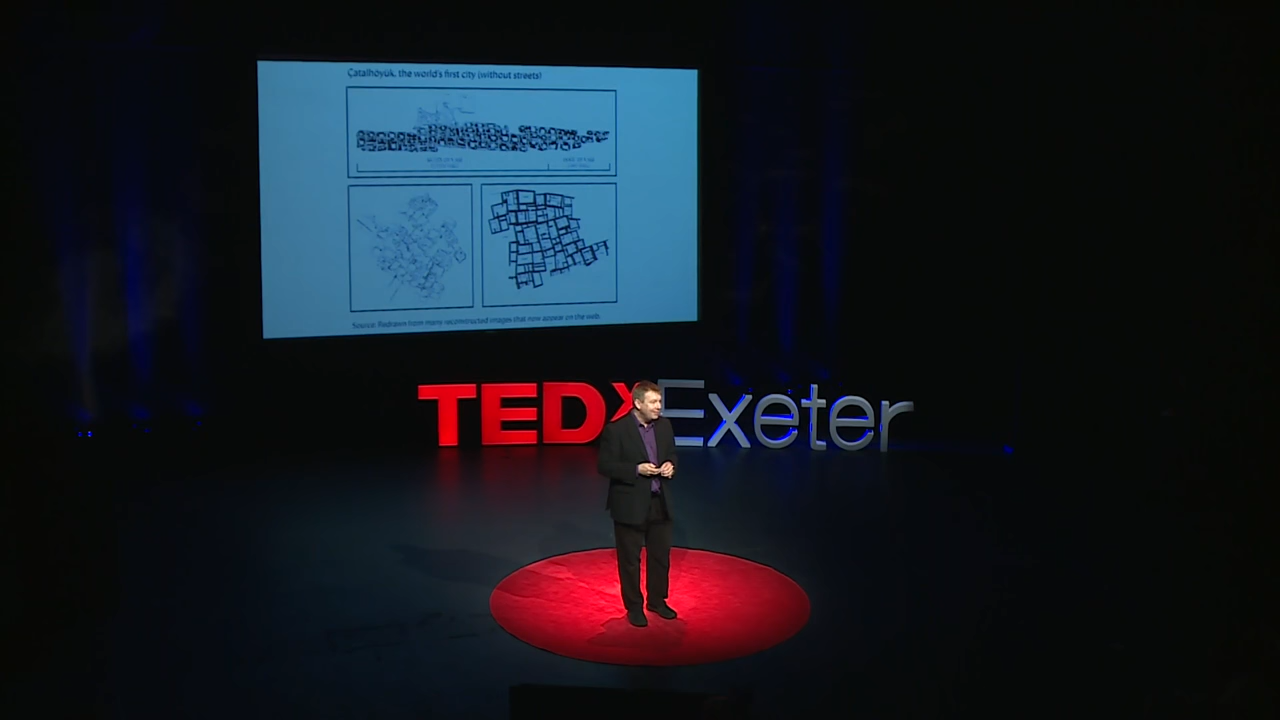 Çatalhöyük, the world's first city (without streets)
Source: Redrawn from many reconstructed images that now appear on the web.
TEDxExeter